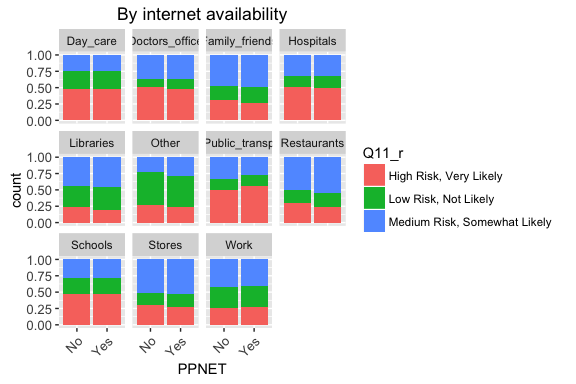 By internet availability
Day_care
Doctors_office
Family_friends
Hospitals
1.00
0.75
0.50
0.25
0.00
Libraries
Other
Public_transp
Restaurants
1.00
0.75
0.50
0.25
0.00
Schools
Stores
Work
1.00
0.75
0.50
0.25
0.00
No
Yes
No
Yes
No
Yes
PPNET
count
Q11_r
High Risk, Very Likely
Low Risk, Not Likely
Medium Risk, Somewhat Likely